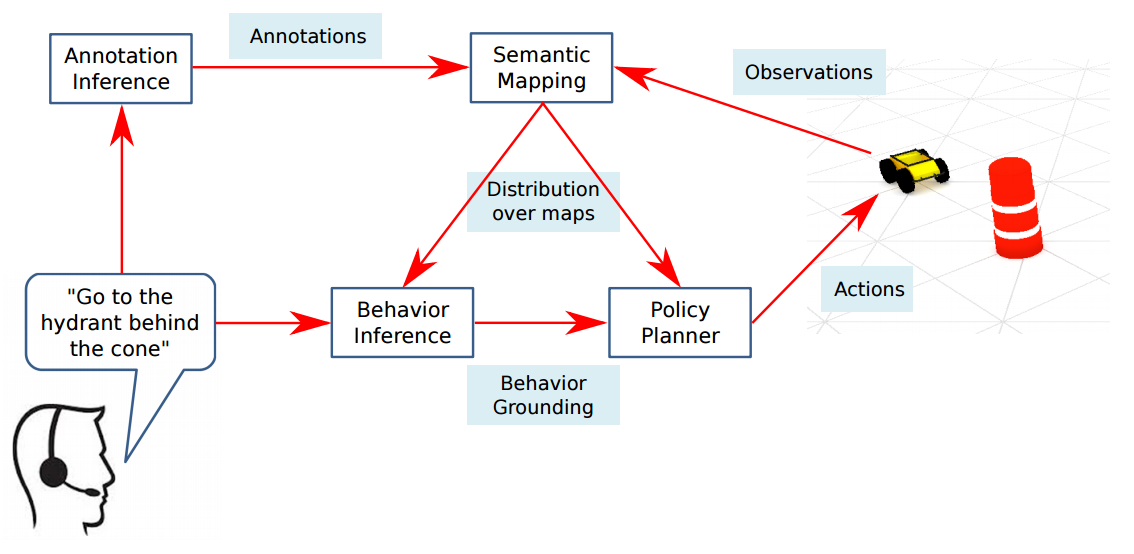 Annotations
Annotation
Inference
Semantic
Mapping
Observations
Distribution
over maps
Actions
"Go to the
hydrant behind
the cone"
Behavior
Inference
Policy
Planner
Behavior
Grounding